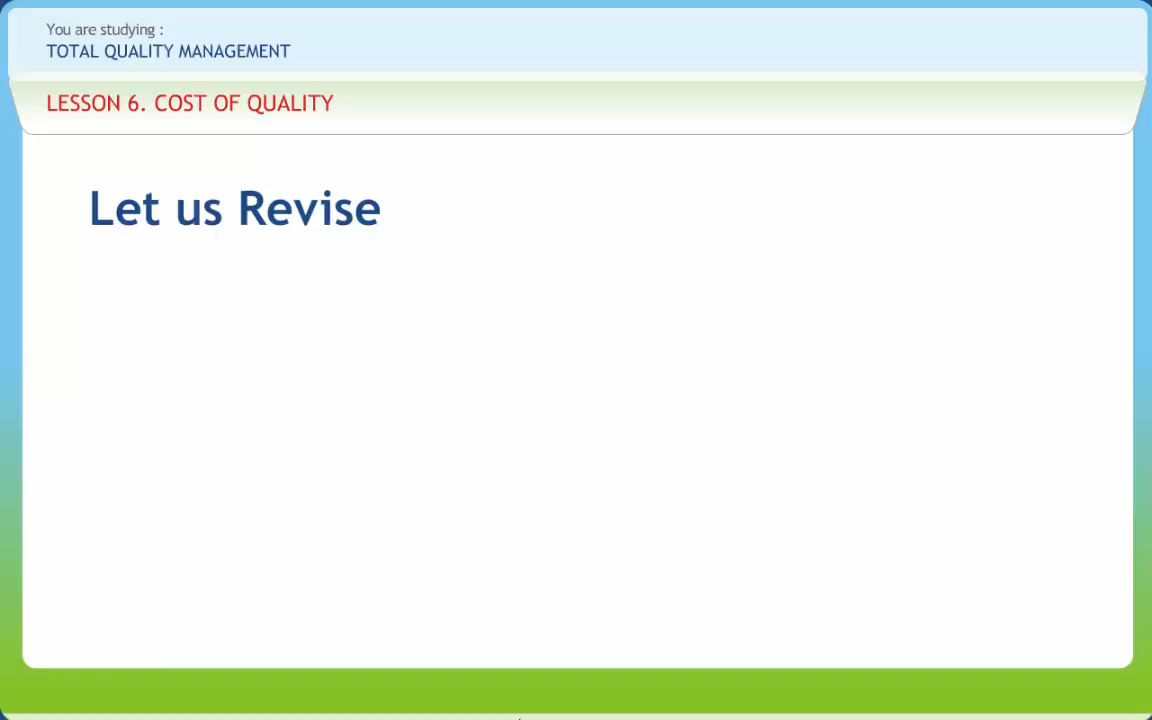 You are studying :
TOTAL QUALITY MANAGEMENT
LESSON 6. COST OF QUALITY
Let us Revise